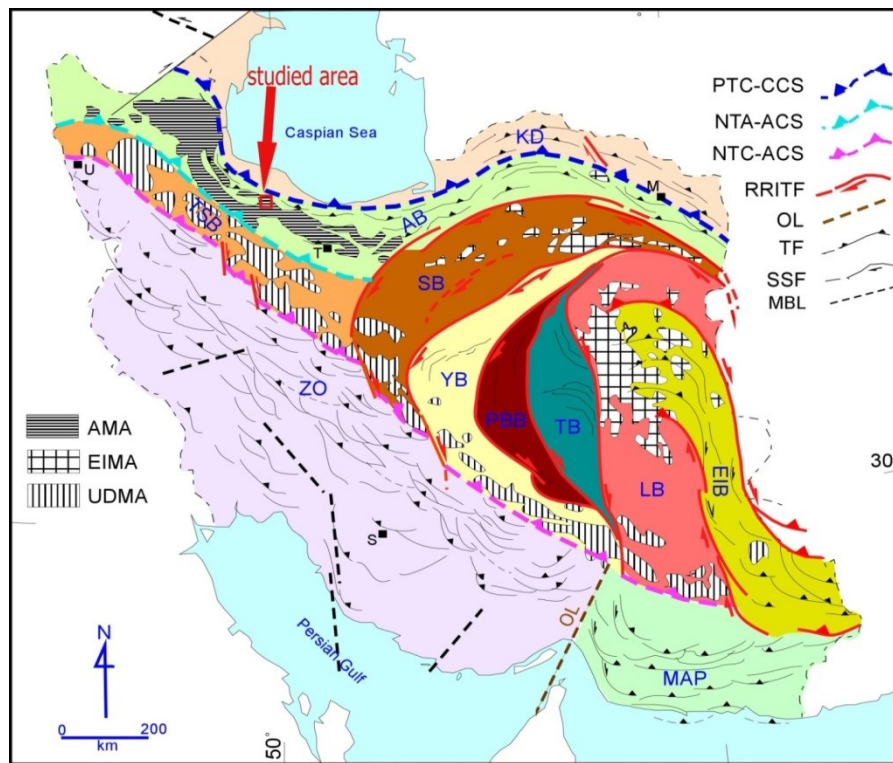 studied area
Caspian Sea
KD
PTC-CCS
NTA-ACS
NTC-ACS
RRITF
OL
TF
SSF
MBL
U
M
AB
T
SB
ZO
YB
PBB
TB
LB
EIB
AMA
EIMA
UDMA
S
30
OL
MAP
Persian Gulf
N
0 200
km
50°